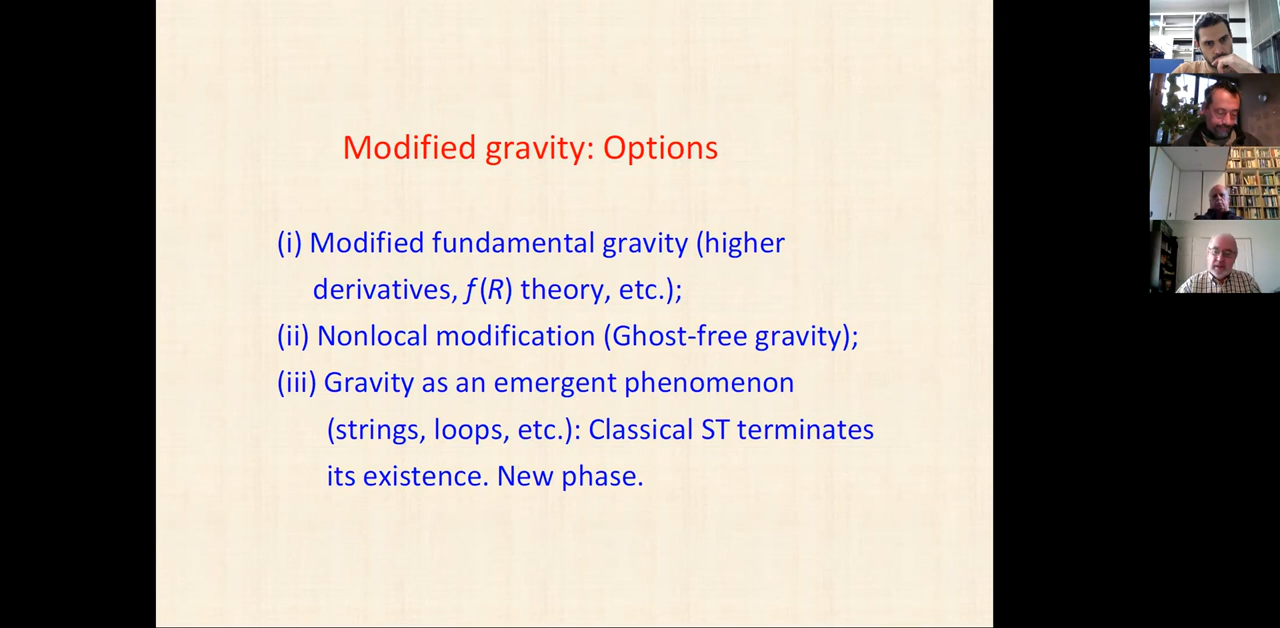 Modified gravity: Options
(i) Modified fundamental gravity (higher
derivatives, f(R) theory, etc.);
(ii) Nonlocal modification (Ghost-free gravity);
(iii) Gravity as an emergent phenomenon
(strings, loops, etc.): Classical ST terminates
its existence. New phase.